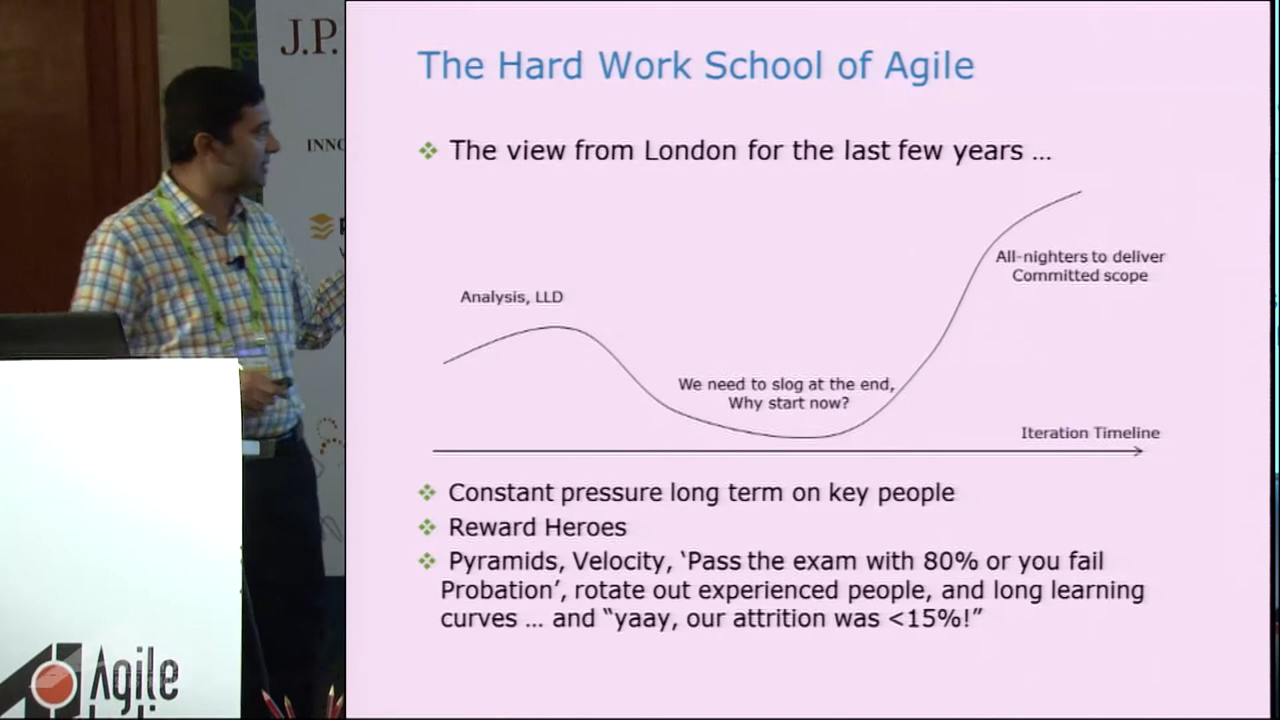 The Hard Work School of Agile
The view from London for the last few years ...
All-nighters to deliver
Committed scope
Analysis, LLD
We need to slog at the end,
Why start now?
Iteration Timeline
Constant pressure long term on key people
Reward Heroes
Pyramids, Velocity, ‘Pass the exam with 80% or you fail
Probation’, rotate out experienced people, and long learning
curves ... and “yaay, our attrition was <15%!”
J.P.
INNO
Agile